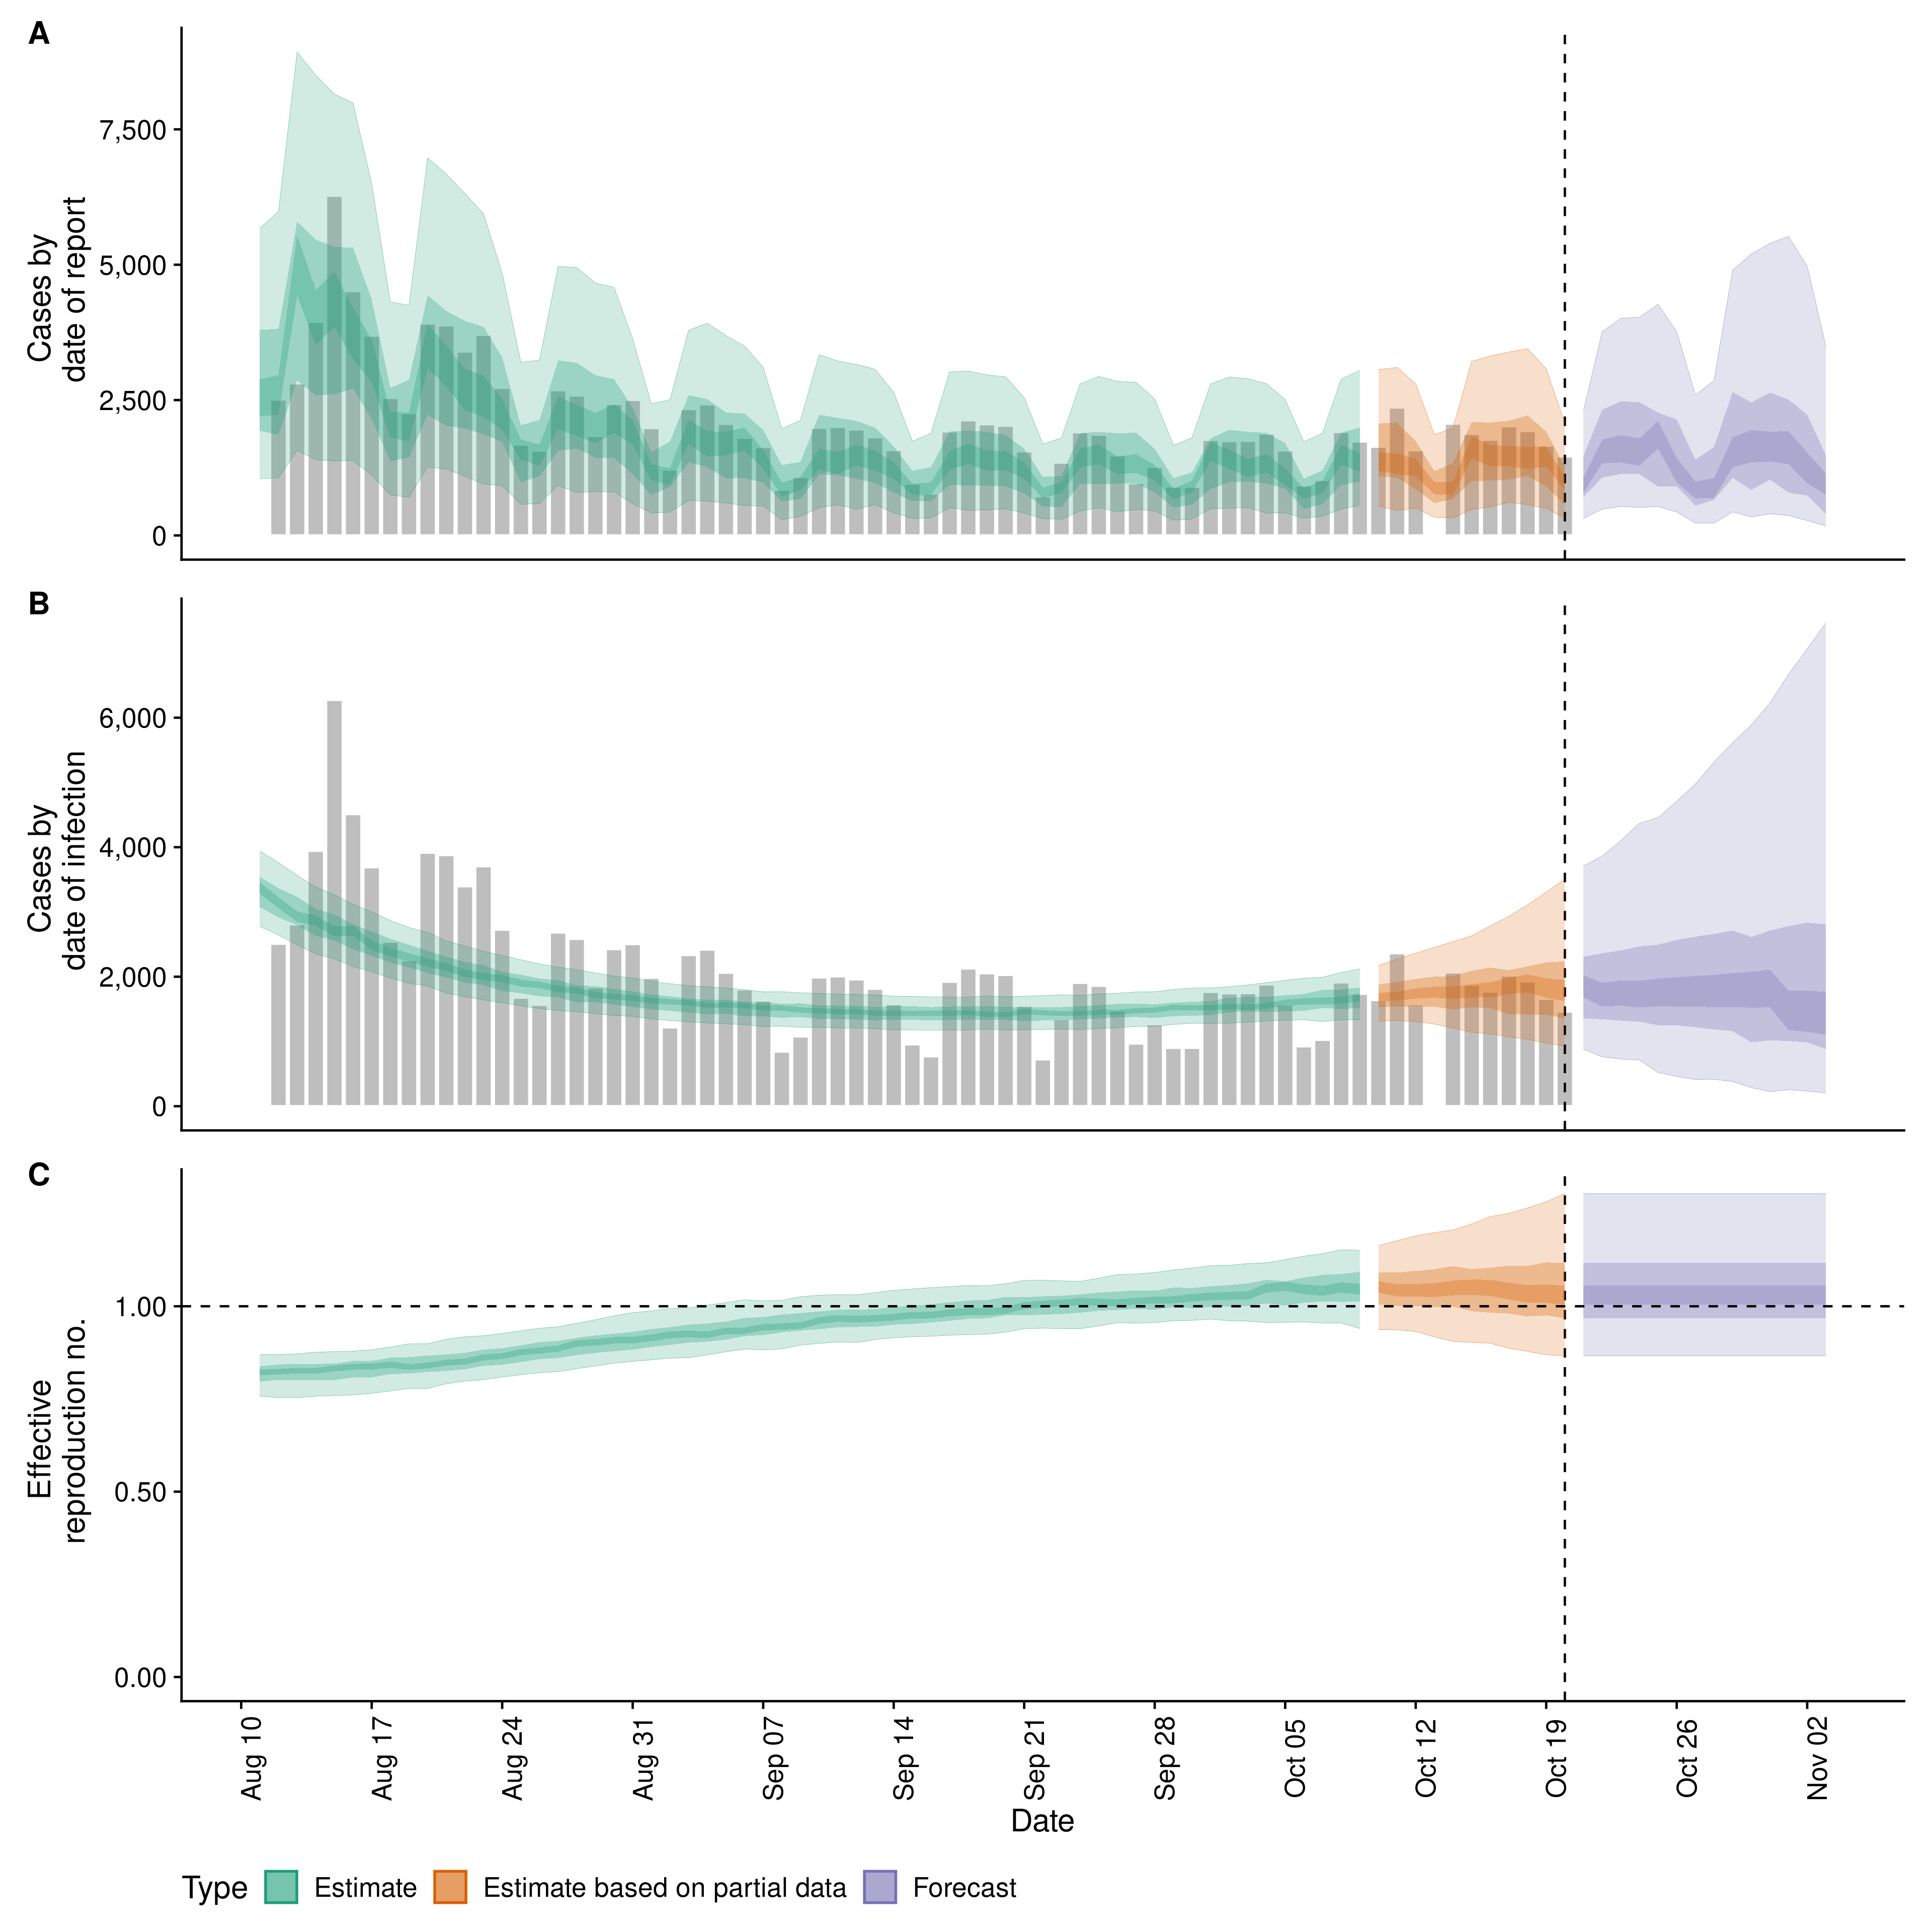 A
7,500
5,000
2,500
0
Cases by
date of report
B
6,000
4,000
2,000
0
Cases by
date of infection
C
1.00
0.50
0.00
Effective
reproduction no.
Aug 10
Aug 17
Aug 24
Aug 31
Sep 07
Sep 14
Sep 21
Sep 28
Oct 05
Oct 12
Oct 19
Oct 26
Nov 02
Date
Type Estimate Estimate based on partial data Forecast